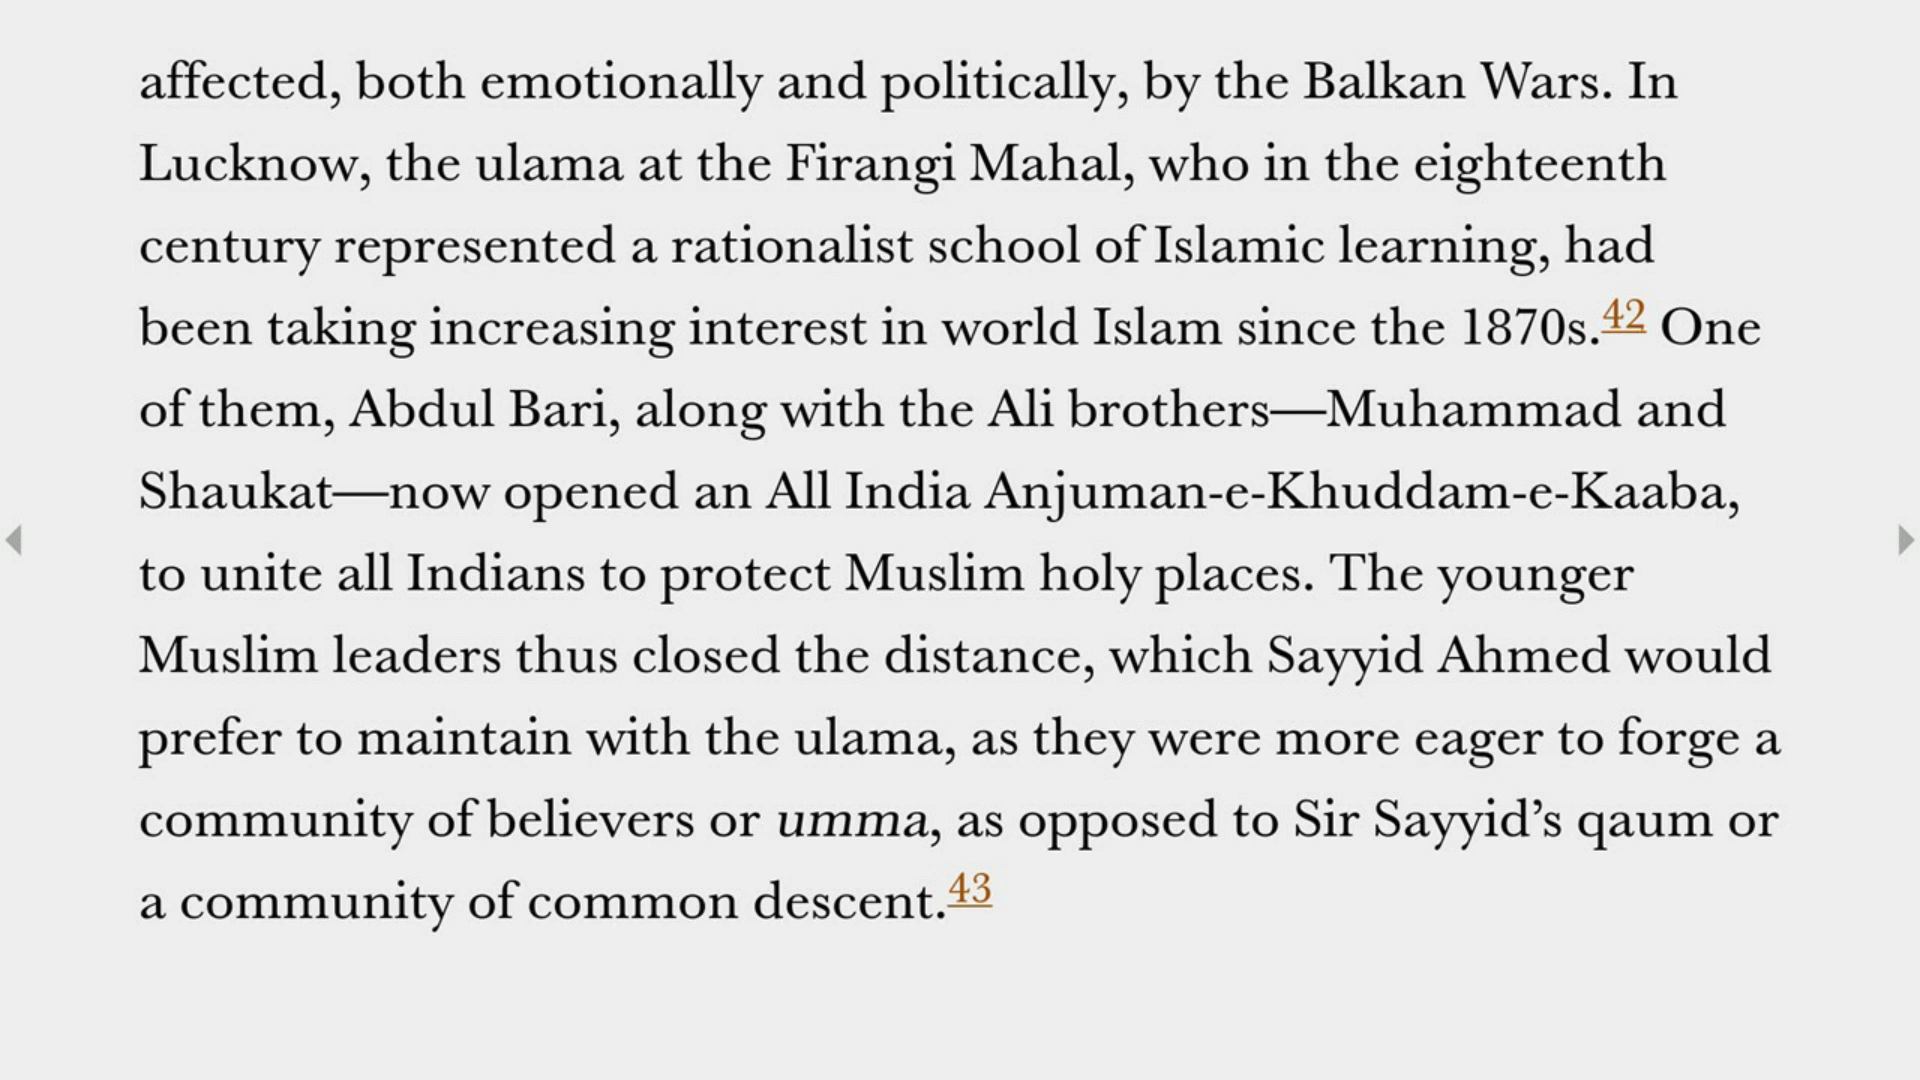 affected, both emotionally and politically, by the Balkan Wars. In
Lucknow, the ulama at the Firangi Mahal, who in the eighteenth
century represented a rationalist school of Islamic learning, had
been taking increasing interest in world Islam since the 1870s.42 One
of them, Abdul Bari, along with the Ali brothers—Muhammad and
Shaukat—now opened an All India Anjuman-e-Khuddam-e-Kaaba,
to unite all Indians to protect Muslim holy places. The younger
Muslim leaders thus closed the distance, which Sayyid Ahmed would
prefer to maintain with the ulama, as they were more eager to forge a
community of believers or umma, as opposed to Sir Sayyid’s qaum or
a community of common descent.43